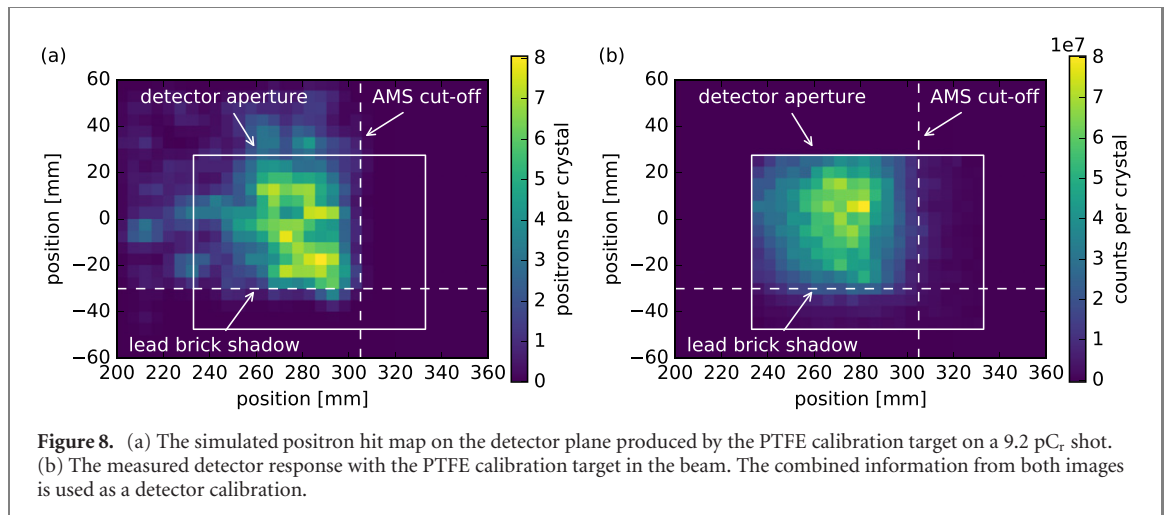 (a)
60
40
20
0
−20
−40
−60
position [mm]
detector aperture
AMS cut-off
lead brick shadow
200 220 240 260 280 300 320 340 360
position [mm]
8
7
6
5
4
3
2
1
0
positrons per crystal
(b)
60
40
20
0
−20
−40
−60
position [mm]
detector aperture
AMS cut-off
lead brick shadow
200 220 240 260 280 300 320 340 360
position [mm]
1e7
8
7
6
5
4
3
2
1
0
counts per crystal
Figure 8. (a) The simulated positron hit map on the detector plane produced by the PTFE calibration target on a 9.2 pCᵣ shot.
(b) The measured detector response with the PTFE calibration target in the beam. The combined information from both images
is used as a detector calibration.